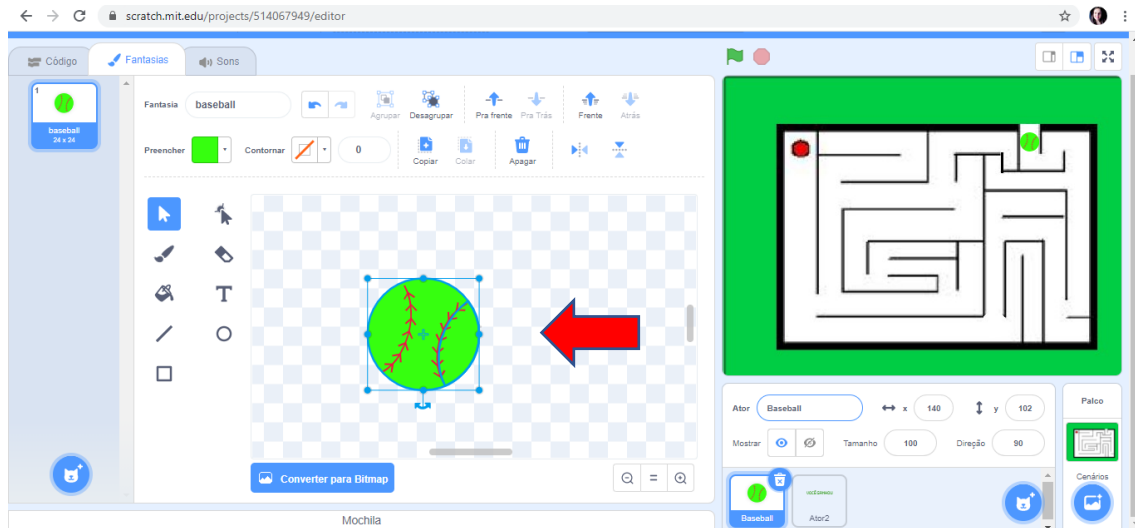 scratch.mit.edu/projects/514067949/editor
Código
Fantasias
Sons
1
baseball
24 x 24
Fantasia
baseball
Agrupar
Desagrupar
Pra frente
Pra Trás
Frente
Atrás
Preencher
Contornar
0
Copiar
Colar
Apagar
T
Converter para Bitmap
Mochila
Ator
Baseball
x
140
y
102
Mostrar
Tamanho
100
Direção
90
Baseball
Ator2
Palco
Cenários